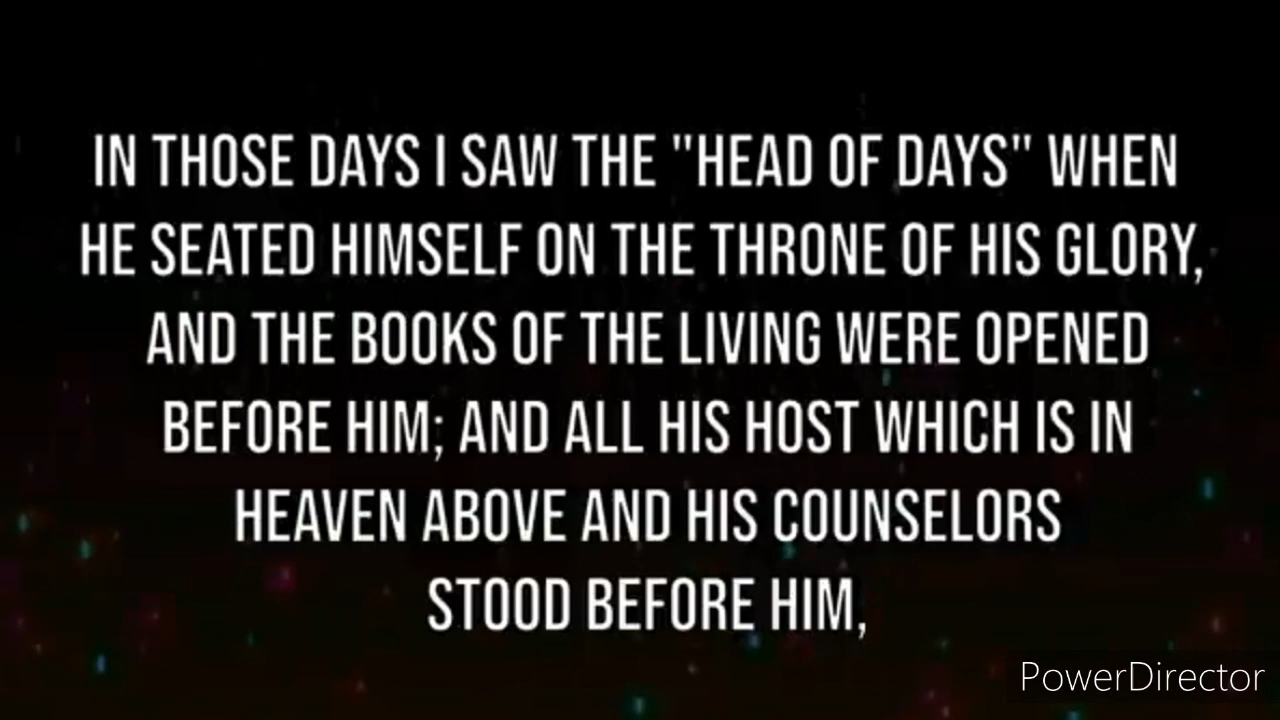 IN THOSE DAYS I SAW THE "HEAD OF DAYS" WHEN
HE SEATED HIMSELF ON THE THRONE OF HIS GLORY,
AND THE BOOKS OF THE LIVING WERE OPENED
BEFORE HIM; AND ALL HIS HOST WHICH IS IN
HEAVEN ABOVE AND HIS COUNSELORS
STOOD BEFORE HIM,
PowerDirector